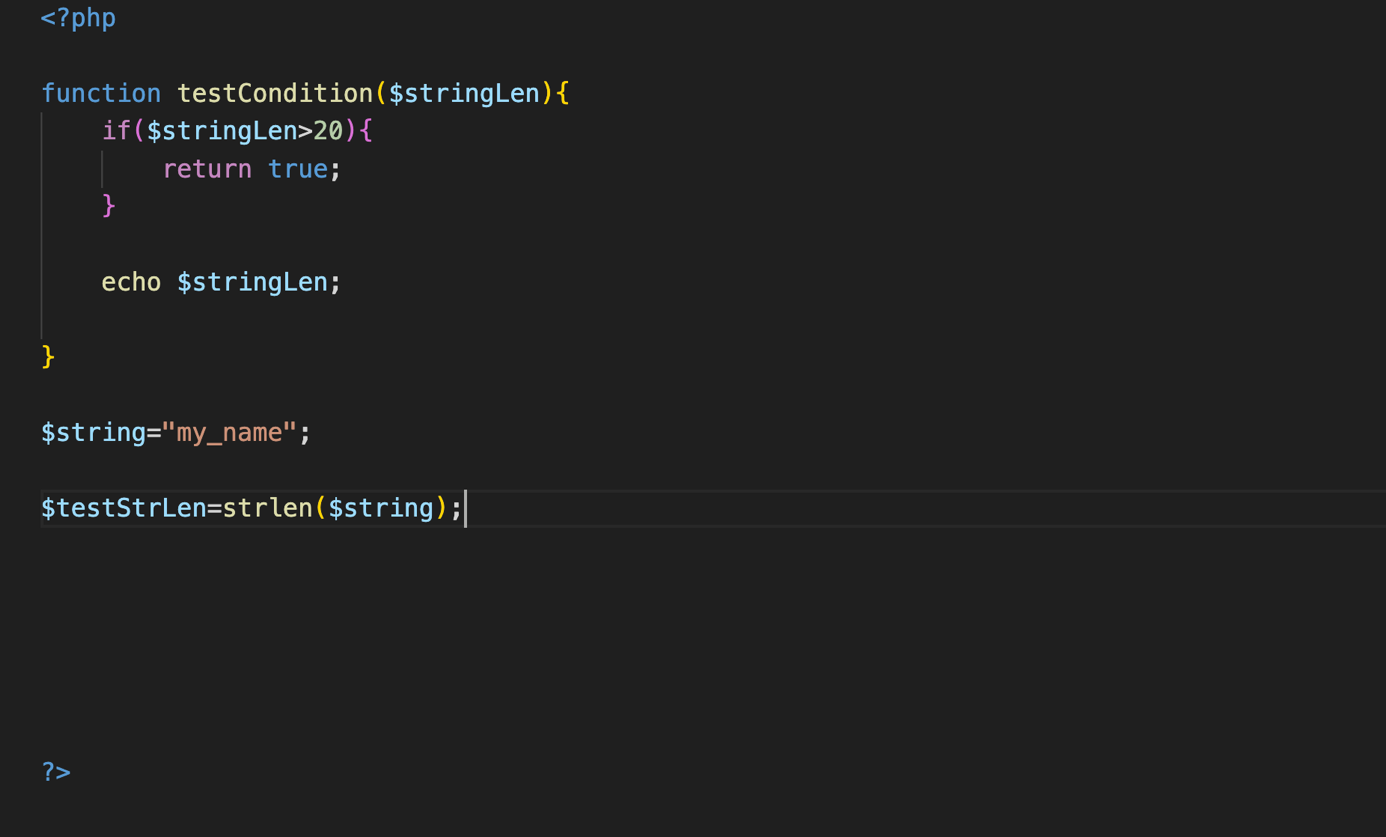 <?php
function testCondition($stringLen){
    if($stringLen>20){
        return true;
    }
    echo $stringLen;
}
$string="my_name";
$testStrLen=strlen($string);
?>